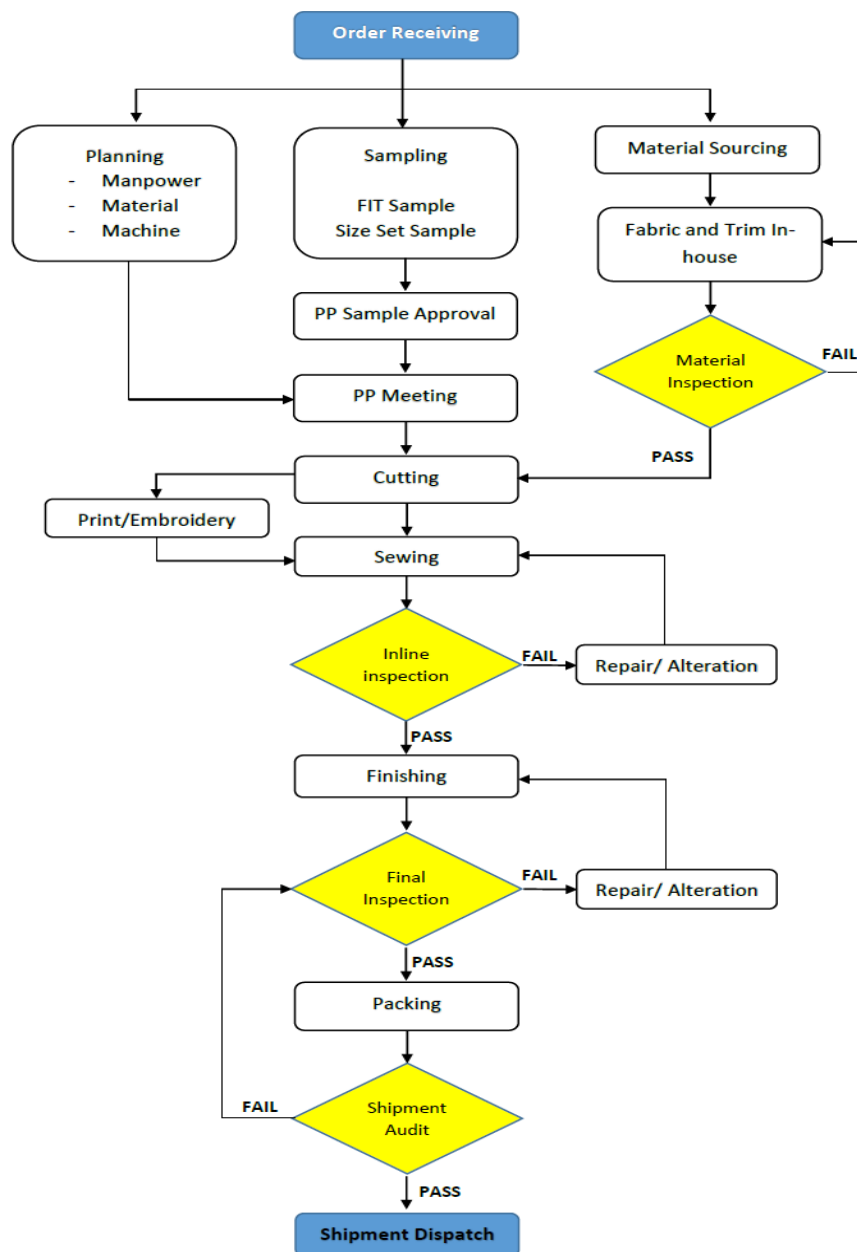 Order Receiving
Planning
- Manpower
- Material
- Machine
Sampling
FIT Sample
Size Set Sample
Material Sourcing
Fabric and Trim In-
house
PP Sample Approval
Material
Inspection
FAIL
PP Meeting
PASS
Cutting
Print/Embroidery
Sewing
Inline
inspection
FAIL
Repair/ Alteration
PASS
Finishing
Final
Inspection
FAIL
Repair/ Alteration
PASS
Packing
Shipment
Audit
FAIL
PASS
Shipment Dispatch